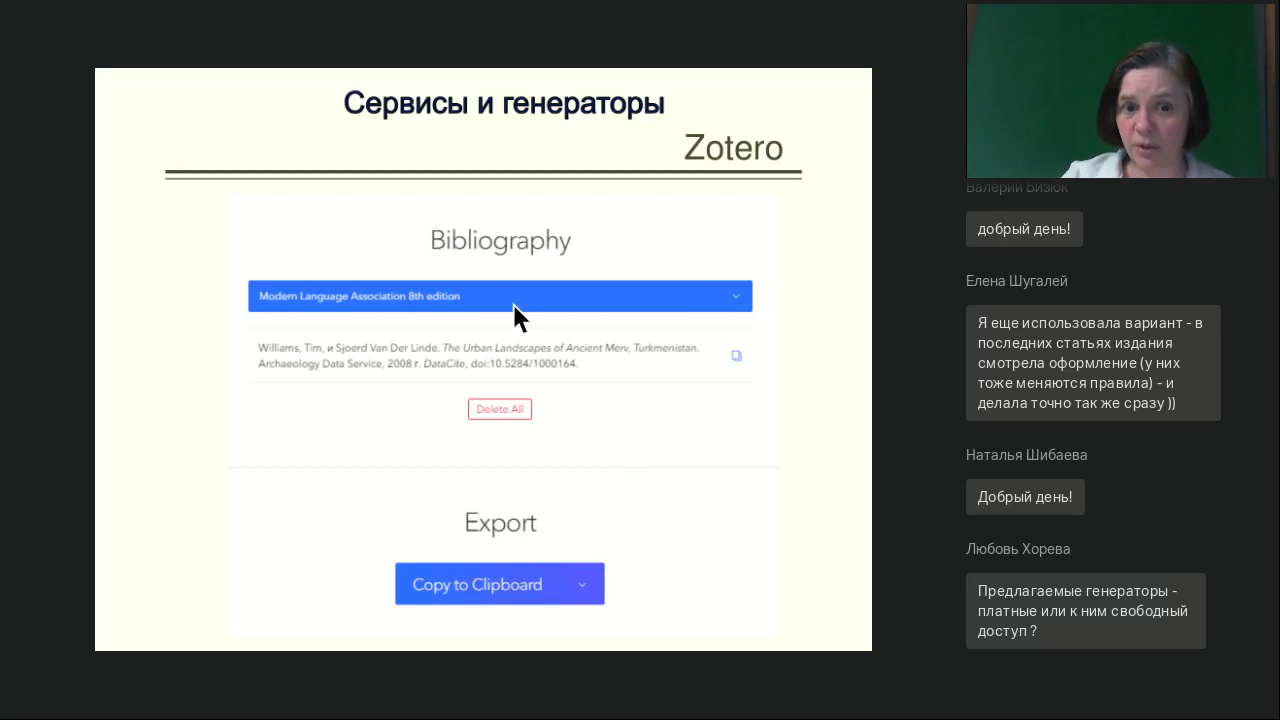 Сервисы и генераторы
Zotero
Bibliography
Modern Language Association 8th edition
Williams, Tim, и Sjoerd Van Der Linde. The Urban Landscapes of Ancient Merv, Turkmenistan.
Archaeology Data Service, 2008 г. DataCite, doi:10.5284/1000164.
Delete All
Export
Copy to Clipboard
Валерий Бизюк
добрый день!
Елена Шугалей
Я еще использовала вариант - в
последних статьях издания
смотрела оформление (у них
тоже меняются правила) - и
делала точно так же сразу ))
Наталья Шибаева
Добрый день!
Любовь Хорева
Предлагаемые генераторы -
платные или к ним свободный
доступ ?